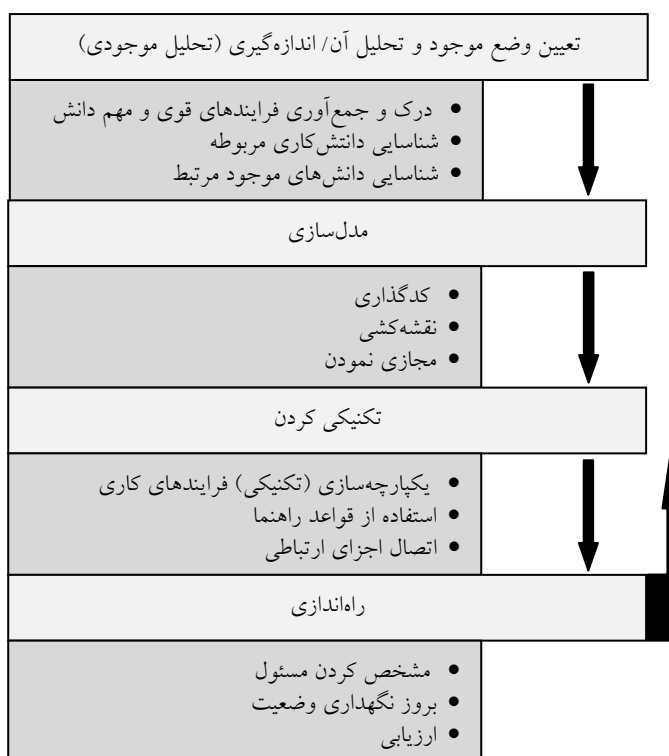 تعیین وضع موجود و تحلیل آن/ اندازه‌گیری (تحلیل موجودی)
• درک و جمع‌آوری فرایندهای قوی و مهم دانش
• شناسایی دانتش‌کاری مربوطه
• شناسایی دانش‌های موجود مرتبط
مدل‌سازی
• کدگذاری
• نقشه‌کشی
• مجازی نمودن
تکنیکی کردن
• یکپارچه‌سازی (تکنیکی) فرایندهای کاری
• استفاده از قواعد راهنما
• اتصال اجزای ارتباطی
راه‌اندازی
• مشخص کردن مسئول
• بروز نگهداری وضعیت
• ارزیابی